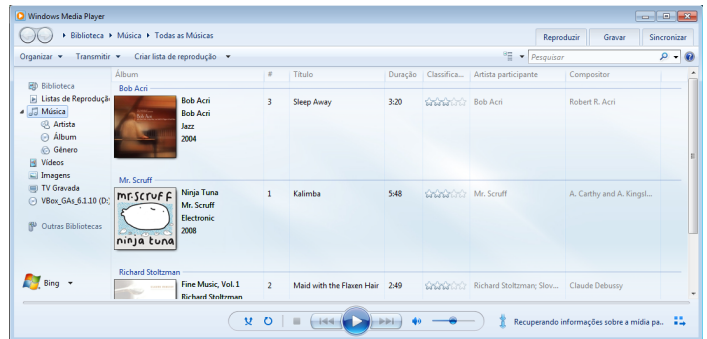 Windows Media Player
Biblioteca Música Todas as Músicas
Reproduzir Gravar Sincronizar
Organizar Transmitir Criar lista de reprodução Pesquisar
Álbum # Título Duração Classifica... Artista participante Compositor
Biblioteca
Listas de Reproduçã
Música
Artista
Álbum
Gênero
Vídeos
Imagens
TV Gravada
VBox_GAs_6.1.10 (D:)
Outras Bibliotecas
Bing
Bob Acri
Bob Acri 3 Sleep Away 3:20 Bob Acri Robert R. Acri
Bob Acri
Jazz
2004
Mr. Scruff
mr.scruff
ninja tuna
Ninja Tuna 1 Kalimba 5:48 Mr. Scruff A. Carthy and A. Kingsl...
Mr. Scruff
Electronic
2008
Richard Stoltzman
Fine Music, Vol. 1 2 Maid with the Flaxen Hair 2:49 Richard Stoltzman; Slov... Claude Debussy
Richard Stoltzman
Recuperando informações sobre a mídia pa..